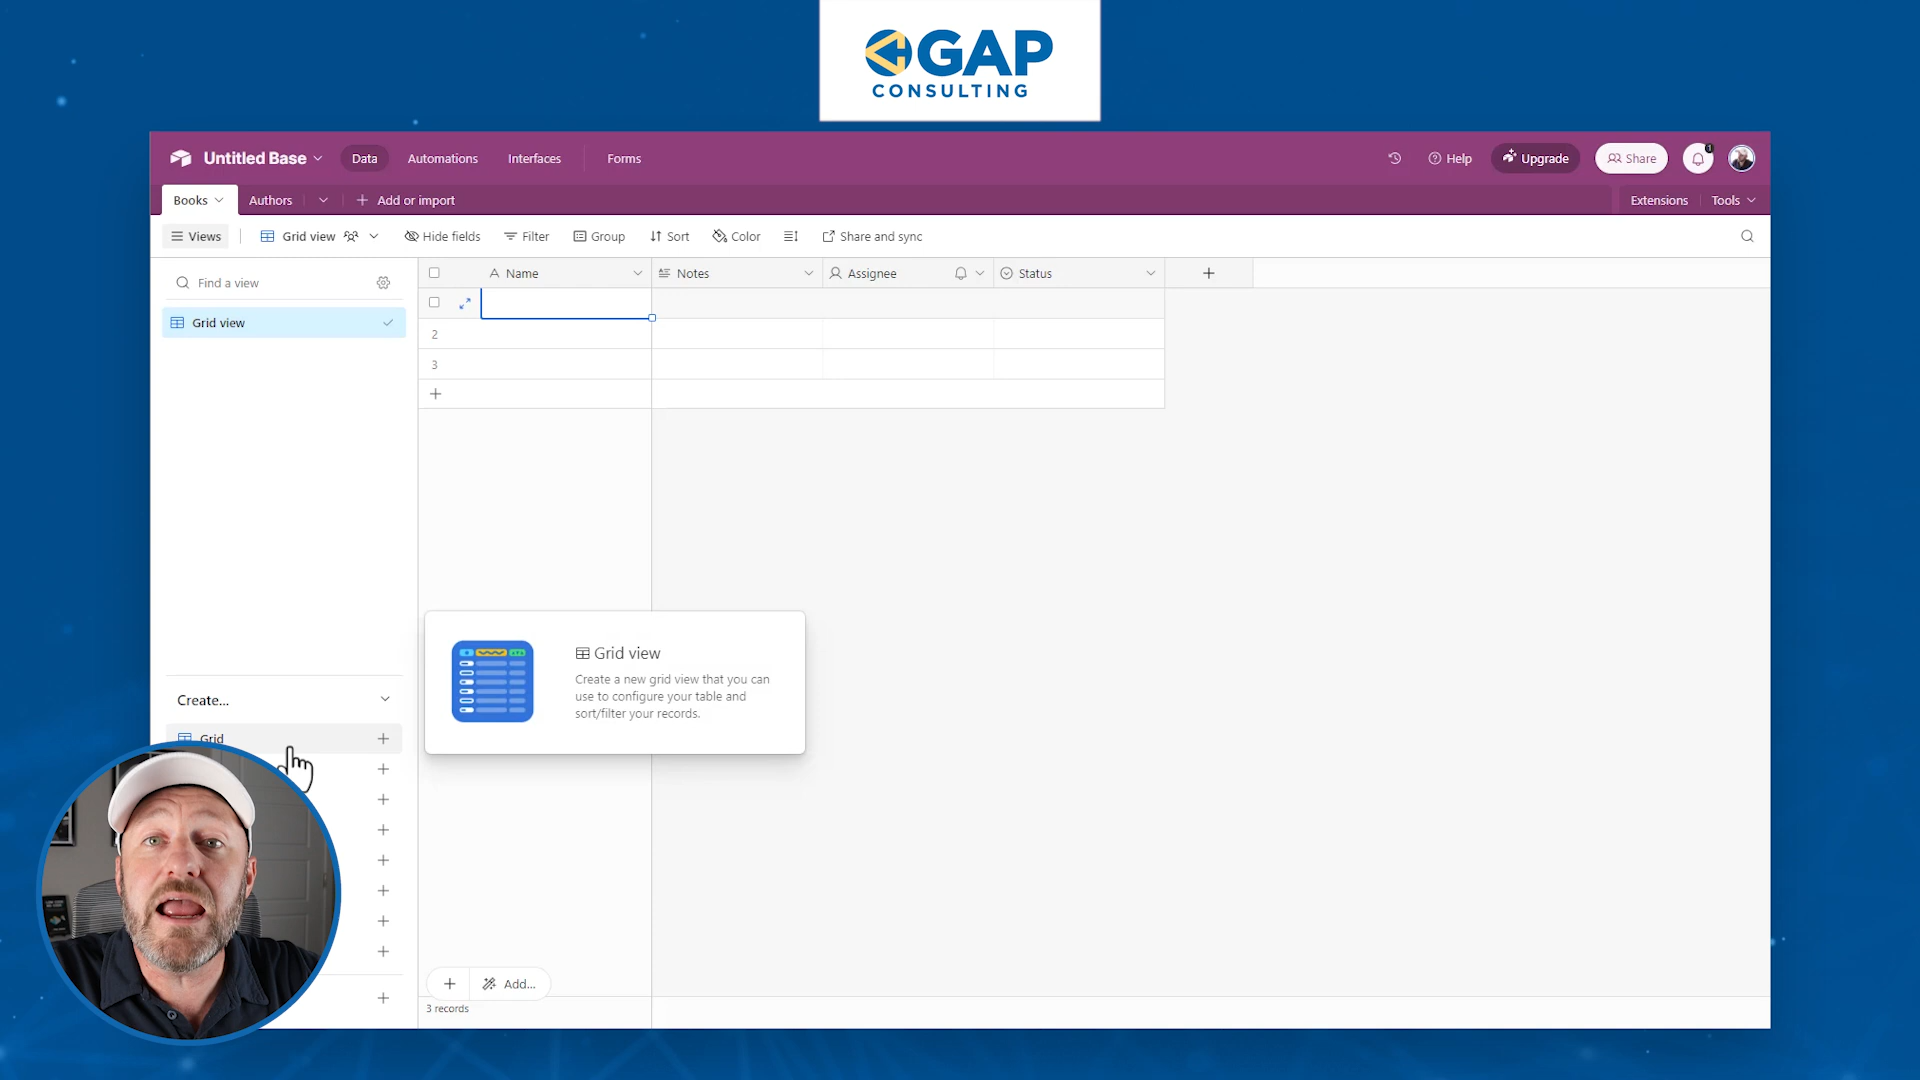 GAP
CONSULTING
Untitled Base
Data
Automations
Interfaces
Forms
Help
Upgrade
1
Share
Books
Authors
Add or import
Extensions
Tools
Views
Grid view
Hide fields
Filter
Group
Sort
Color
Share and sync
Find a view
Name
Notes
Assignee
Status
Grid view
2
3
Grid view
Create a new grid view that you can
use to configure your table and
sort/filter your records.
Create...
Grid
Add...
3 records